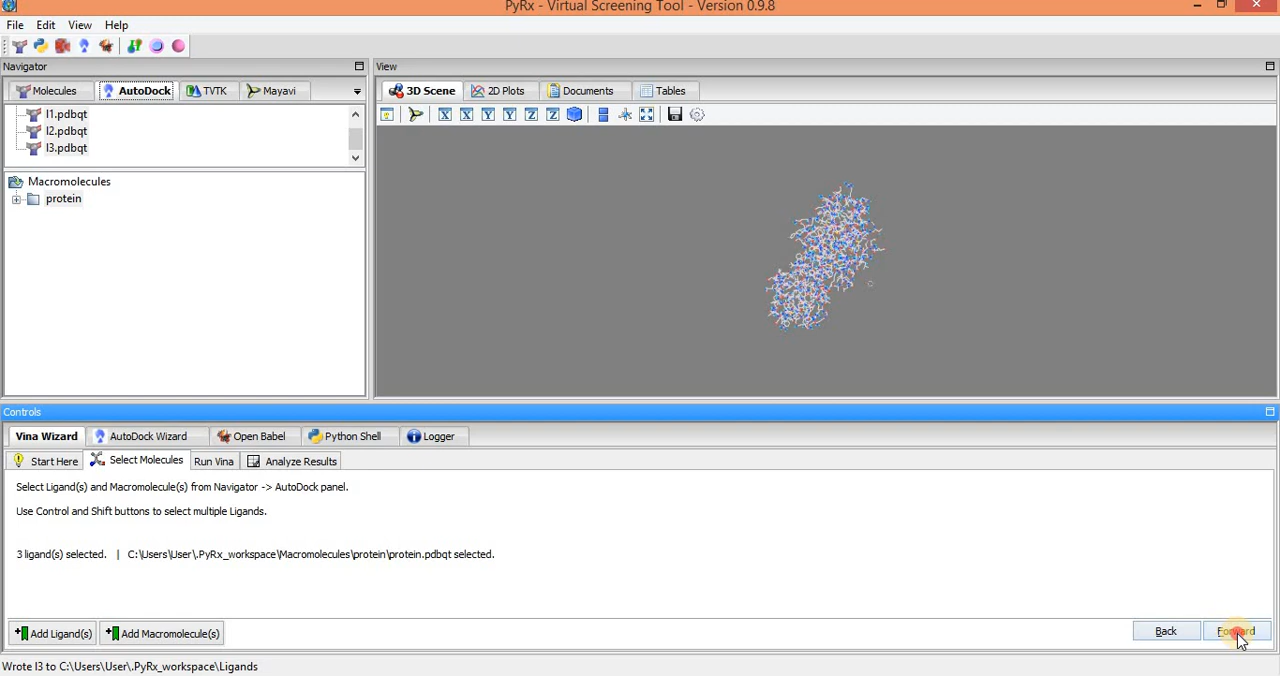 PyRx - Virtual Screening Tool - Version 0.9.8
File Edit View Help
Navigator
View
Molecules AutoDock TVTK Mayavi
3D Scene 2D Plots Documents Tables
X X Y Y Z Z
l1.pdbqt
l2.pdbqt
l3.pdbqt
Macromolecules
protein
Controls
Vina Wizard AutoDock Wizard Open Babel Python Shell Logger
Start Here Select Molecules Run Vina Analyze Results
Select Ligand(s) and Macromolecule(s) from Navigator -> AutoDock panel.
Use Control and Shift buttons to select multiple Ligands.
3 ligand(s) selected. | C:\Users\User\.PyRx_workspace\Macromolecules\protein\protein.pdbqt selected.
Add Ligand(s) Add Macromolecule(s) Back Forward
Wrote l3 to C:\Users\User\.PyRx_workspace\Ligands